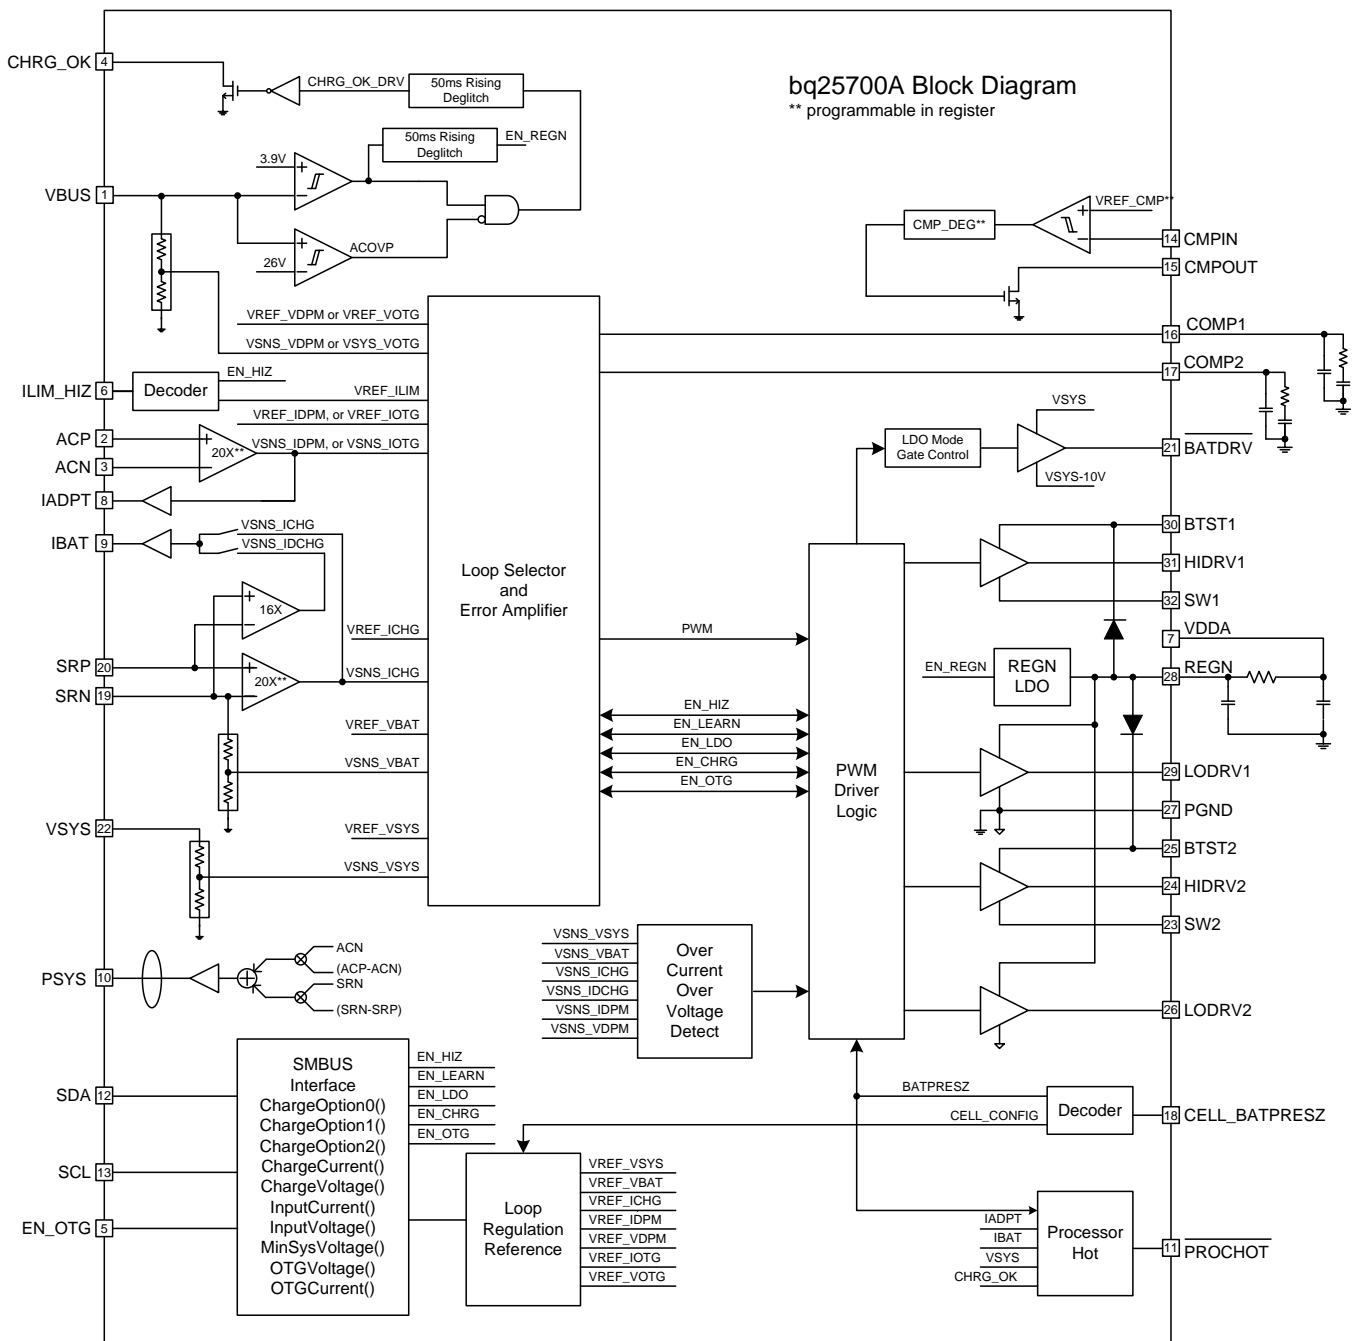 bq25700A Block Diagram
** programmable in register
CHRG_OK
4
CHRG_OK_DRV
50ms Rising
Deglitch
50ms Rising
Deglitch
EN_REGN
3.9V
+
−
VBUS
1
+
−
26V
ACOVP
CMP_DEG**
VREF_CMP**
+
−
14
CMPIN
15
CMPOUT
VREF_VDPM or VREF_VOTG
VSNS_VDPM or VSYS_VOTG
16
COMP1
17
COMP2
ILIM_HIZ
6
Decoder
EN_HIZ
VREF_ILIM
VREF_IDPM, or VREF_IOTG
ACP
2
+
20X**
−
VSNS_IDPM, or VSNS_IOTG
ACN
3
IADPT
8
LDO Mode
Gate Control
VSYS
VSYS-10V
21
BATDRV
IBAT
9
VSNS_ICHG
VSNS_IDCHG
+
16X
−
Loop Selector
and
Error Amplifier
30
BTST1
31
HIDRV1
32
SW1
VREF_ICHG
PWM
7
VDDA
SRP
20
+
20X**
−
VSNS_ICHG
SRN
19
EN_REGN
REGN
LDO
28
REGN
VREF_VBAT
VSNS_VBAT
EN_HIZ
EN_LEARN
EN_LDO
EN_CHRG
EN_OTG
PWM
Driver
Logic
29
LODRV1
27
PGND
VSYS
22
VREF_VSYS
VSNS_VSYS
25
BTST2
24
HIDRV2
23
SW2
VSNS_VSYS
VSNS_VBAT
VSNS_ICHG
VSNS_IDCHG
VSNS_IDPM
VSNS_VDPM
Over
Current
Over
Voltage
Detect
PSYS
10
ACN
(ACP-ACN)
SRN
(SRN-SRP)
26
LODRV2
SMBUS
Interface
ChargeOption0()
ChargeOption1()
ChargeOption2()
ChargeCurrent()
ChargeVoltage()
InputCurrent()
InputVoltage()
MinSysVoltage()
OTGVoltage()
OTGCurrent()
EN_HIZ
EN_LEARN
EN_LDO
EN_CHRG
EN_OTG
SDA
12
SCL
13
EN_OTG
5
BATPRESZ
CELL_CONFIG
Decoder
18
CELL_BATPRESZ
Loop
Regulation
Reference
VREF_VSYS
VREF_VBAT
VREF_ICHG
VREF_IDPM
VREF_VDPM
VREF_IOTG
VREF_VOTG
IADPT
IBAT
VSYS
CHRG_OK
Processor
Hot
11
PROCHOT